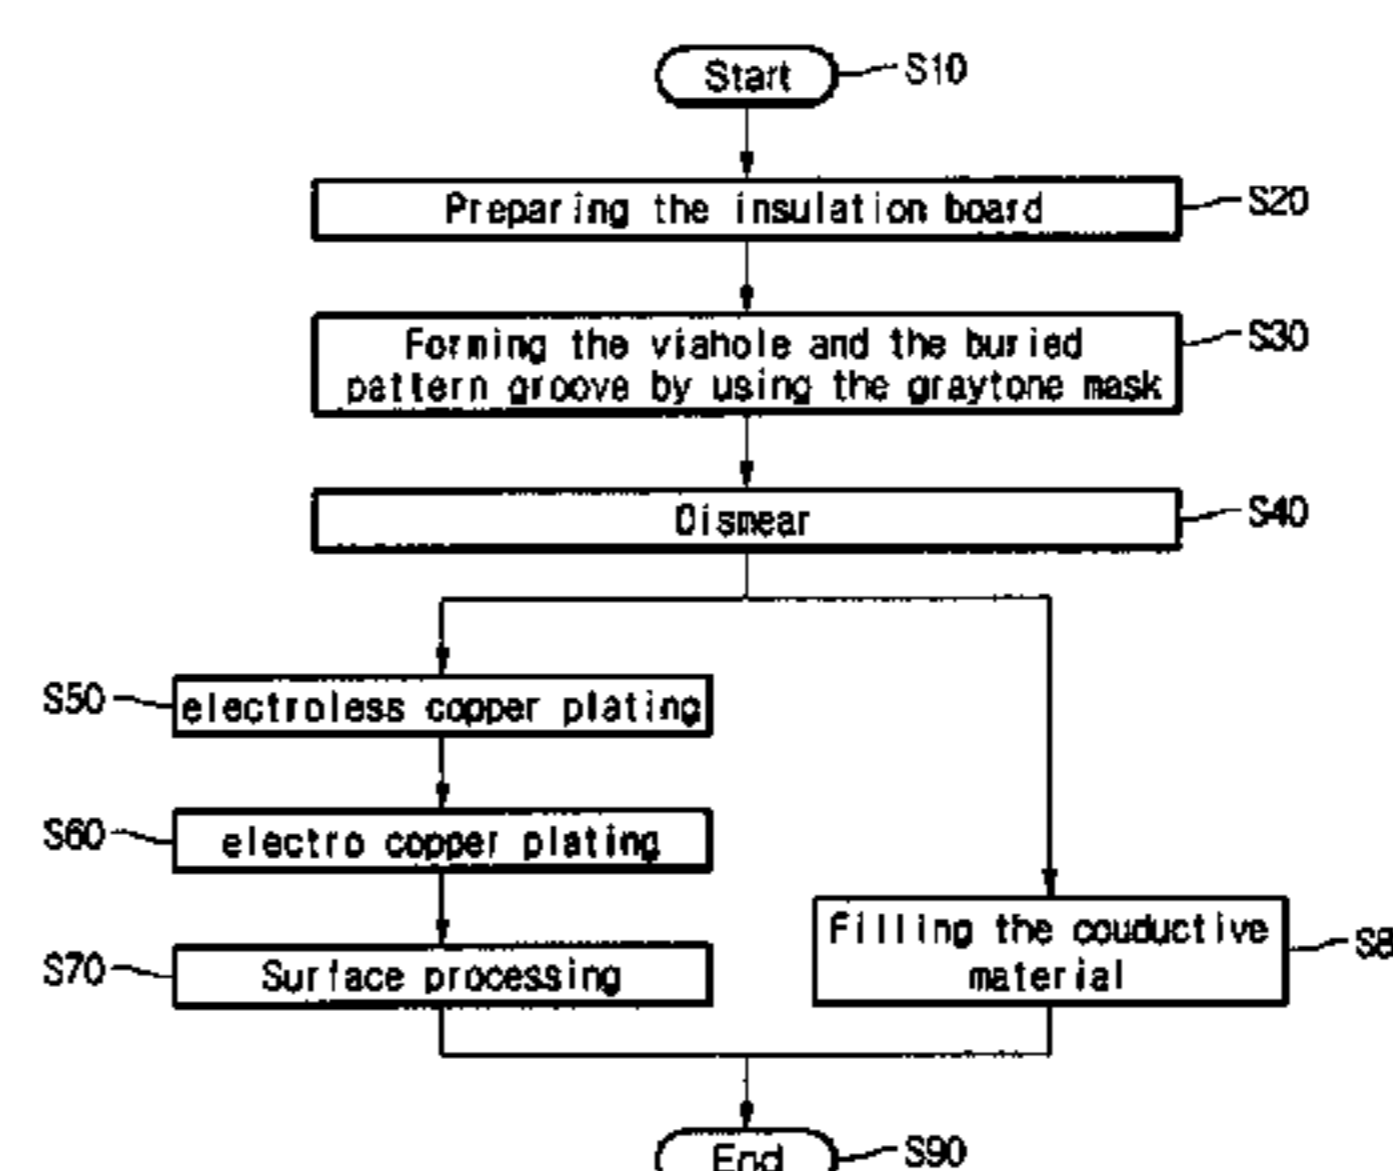 Start
S10
Preparing the insulation board
S20
Forming the viahole and the buried
pattern groove by using the graytone mask
S30
Dismear
S40
S50
electroless copper plating
S60
electro copper plating
S70
Surface processing
Filling the couductive
material
S8
End
S90